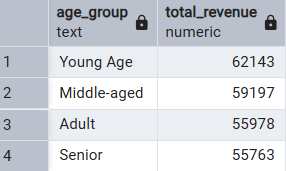 age_group total_revenue
text numeric
1 Young Age 62143
2 Middle-aged 59197
3 Adult 55978
4 Senior 55763